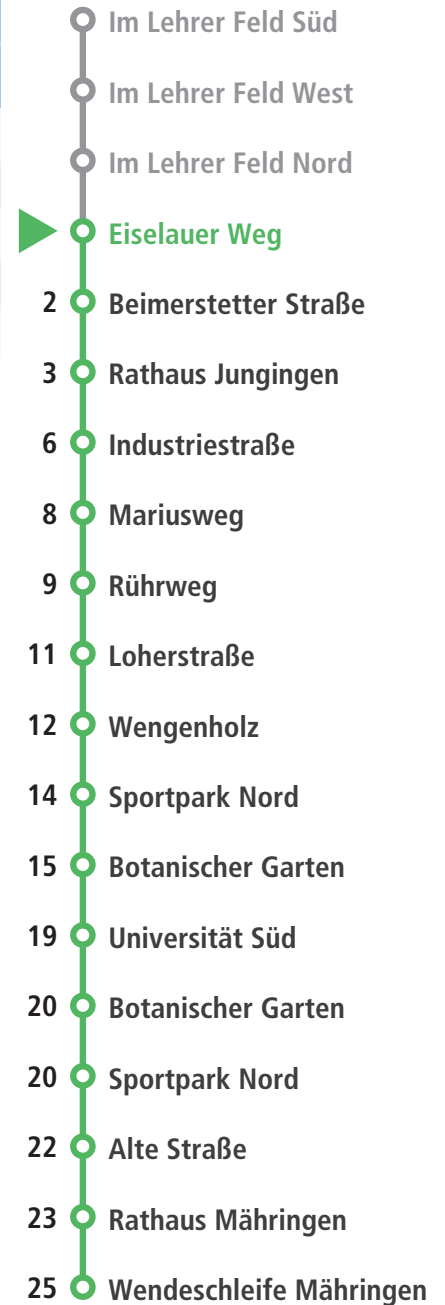 Im Lehrer Feld Süd
Im Lehrer Feld West
Im Lehrer Feld Nord
Eiselauer Weg
2 Beimerstetter Straße
3 Rathaus Jungingen
6 Industriestraße
8 Mariusweg
9 Rührweg
11 Loherstraße
12 Wengenholz
14 Sportpark Nord
15 Botanischer Garten
19 Universität Süd
20 Botanischer Garten
20 Sportpark Nord
22 Alte Straße
23 Rathaus Mähringen
25 Wendeschleife Mähringen